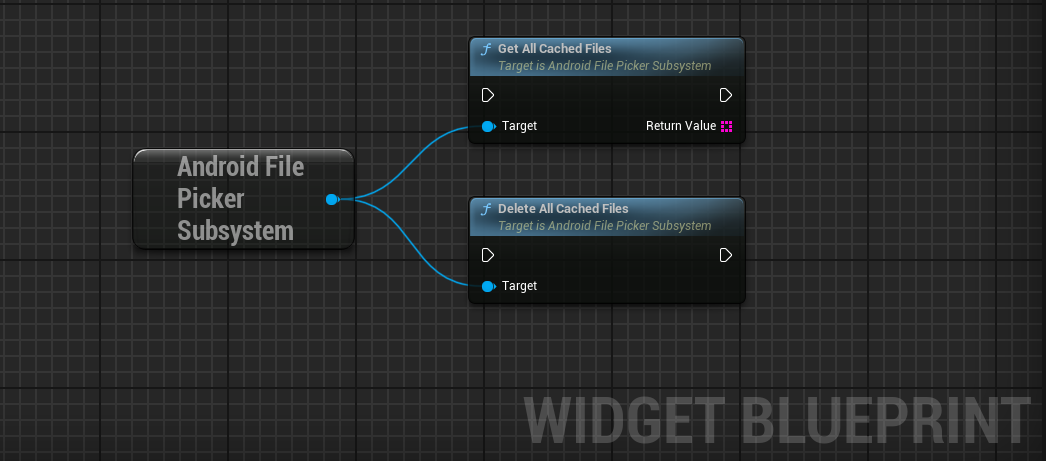 Get All Cached Files
Target is Android File Picker Subsystem
Target
Return Value
Android File
Picker
Subsystem
Delete All Cached Files
Target is Android File Picker Subsystem
Target
WIDGET BLUEPRINT